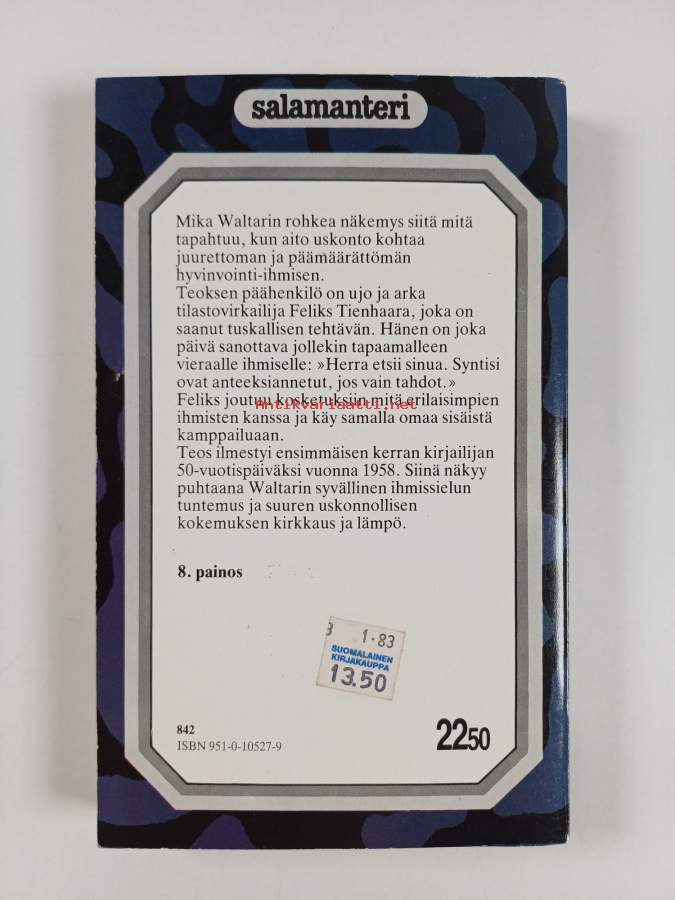 salamanteri
Mika Waltarin rohkea näkemys siitä mitä
tapahtuu, kun aito uskonto kohtaa
juurettoman ja päämäärättömän
hyvinvointi-ihmisen.
Teoksen päähenkilö on ujo ja arka
tilastovirkailija Feliks Tienhaara, joka on
saanut tuskallisen tehtävän. Hänen on joka
päivä sanottava jollekin tapaamalleen
vieraalle ihmiselle: »Herra etsii sinua. Syntisi
ovat anteeksiannetut, jos vain tahdot.»
Feliks joutuu kosketuksiin mitä erilaisimpien
Antikvariaatti.net
ihmisten kanssa ja käy samalla omaa sisäistä
kamppailuaan.
Teos ilmestyi ensimmäisen kerran kirjailijan
50-vuotispäiväksi vuonna 1958. Siinä näkyy
puhtaana Waltarin syvällinen ihmissielun
tuntemus ja suuren uskonnollisen
kokemuksen kirkkaus ja lämpö.
8. painos
3 1·83
SUOMALAINEN
KIRJAKAUPPA
13.50
842
ISBN 951-0-10527-9
2250